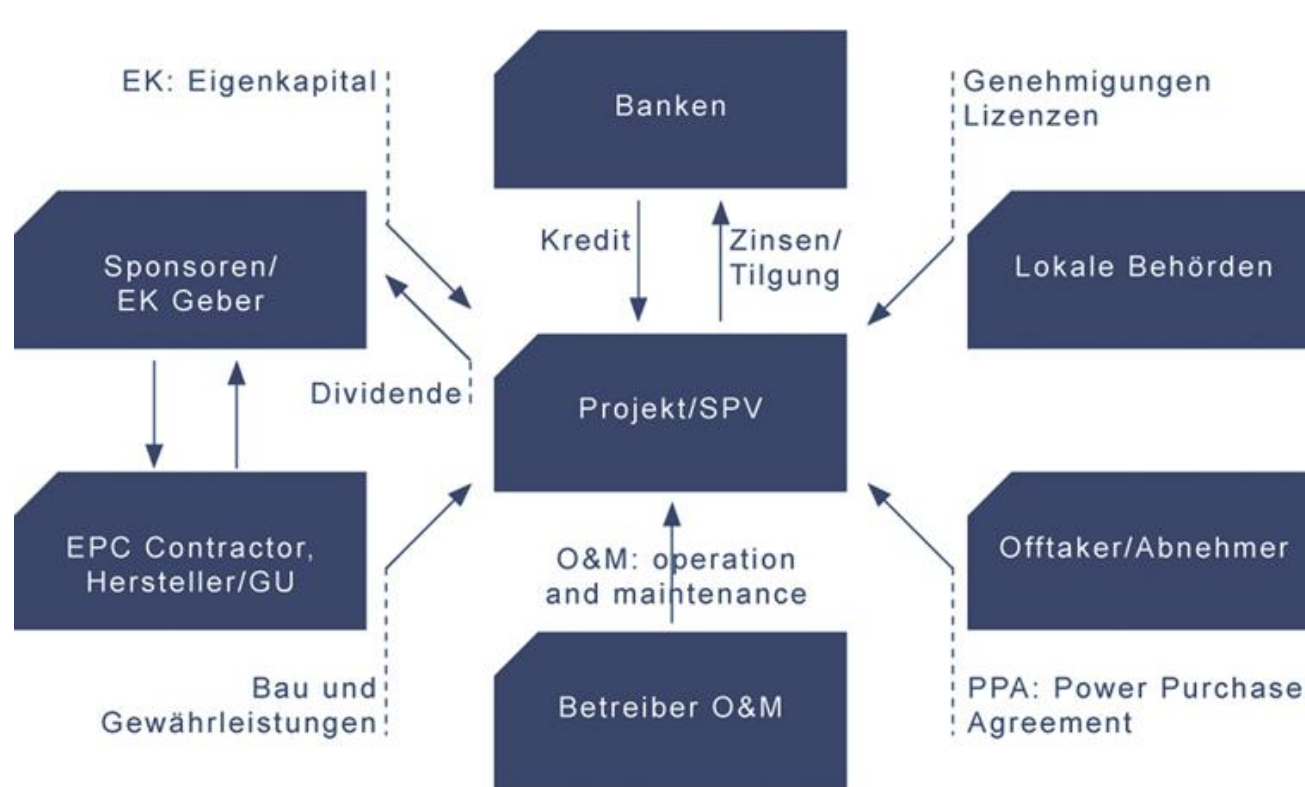 EK: Eigenkapital
Banken
Genehmigungen
Lizenzen
Sponsoren/
EK Geber
Kredit
Zinsen/
Tilgung
Lokale Behörden
Dividende
Projekt/SPV
EPC Contractor,
Hersteller/GU
O&M: operation
and maintenance
Offtaker/Abnehmer
Bau und
Gewährleistungen
Betreiber O&M
PPA: Power Purchase
Agreement